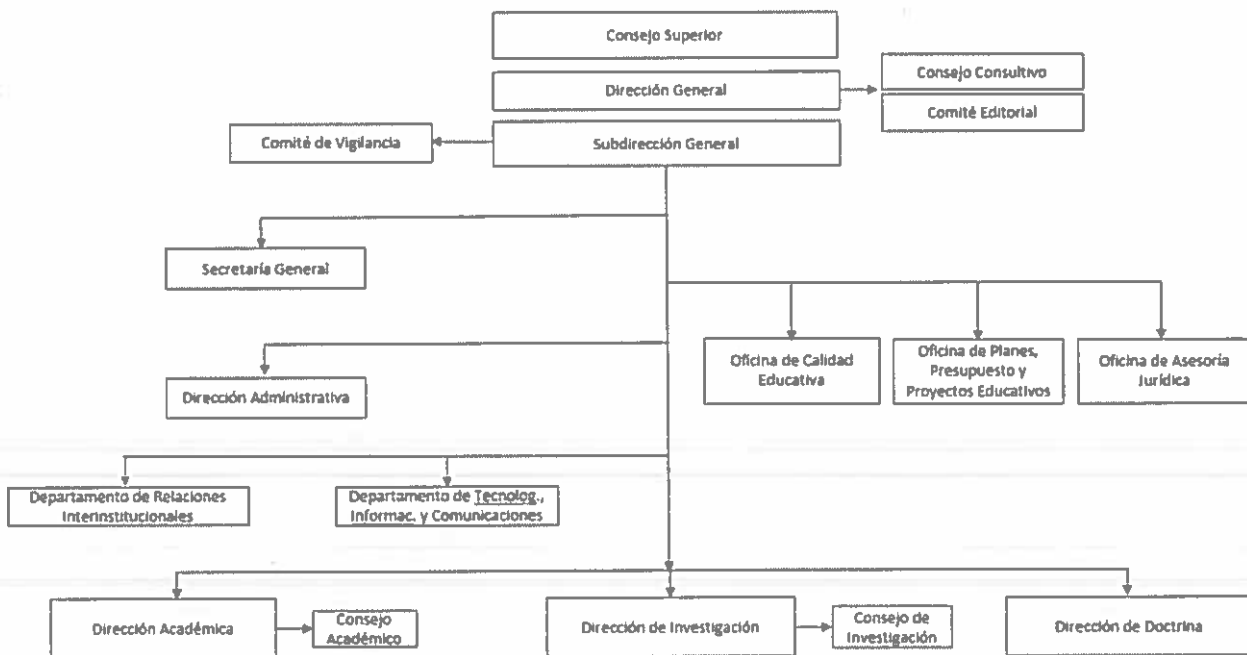 Consejo Superior
Dirección General
Consejo Consultivo
Comité Editorial
Comité de Vigilancia
Subdirección General
Secretaría General
Oficina de Calidad
Educativa
Oficina de Planes,
Presupuesto y
Proyectos Educativos
Oficina de Asesoría
Jurídica
Dirección Administrativa
Departamento de Relaciones
Interinstitucionales
Departamento de Tecnolog.,
Informac. y Comunicaciones
Dirección Académica
Consejo
Académico
Dirección de Investigación
Consejo de
Investigación
Dirección de Doctrina